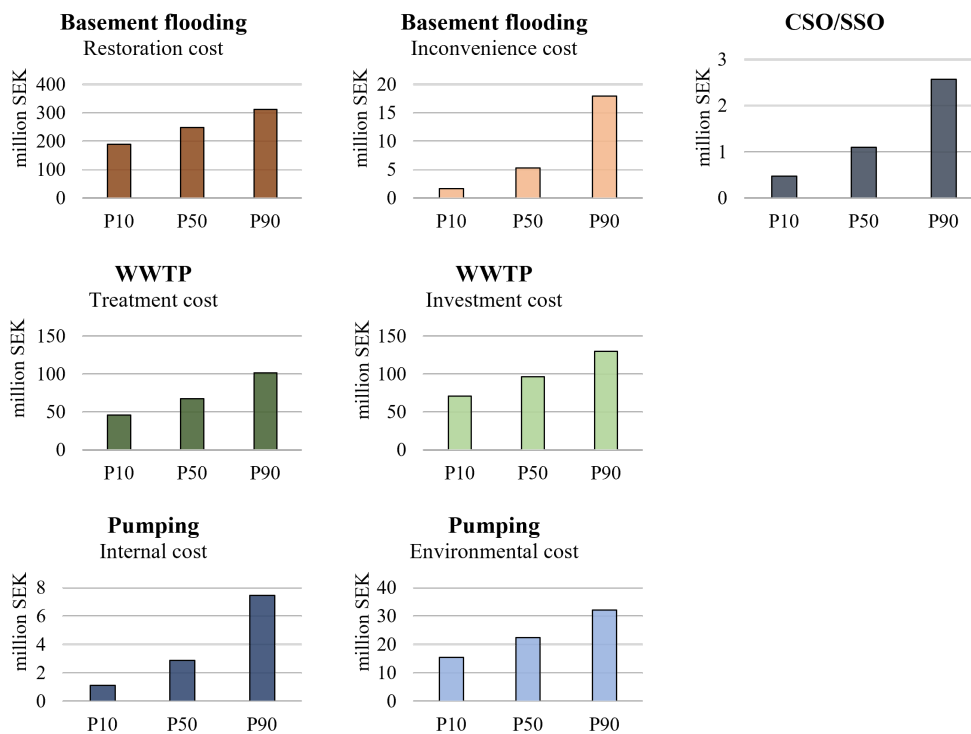 Basement flooding
Restoration cost
million SEK
400
300
200
100
0
P10 P50 P90
Basement flooding
Inconvenience cost
million SEK
20
15
10
5
0
P10 P50 P90
CSO/SSO
million SEK
3
2
1
0
P10 P50 P90
WWTP
Treatment cost
million SEK
150
100
50
0
P10 P50 P90
WWTP
Investment cost
million SEK
150
100
50
0
P10 P50 P90
Pumping
Internal cost
million SEK
8
6
4
2
0
P10 P50 P90
Pumping
Environmental cost
million SEK
40
30
20
10
0
P10 P50 P90